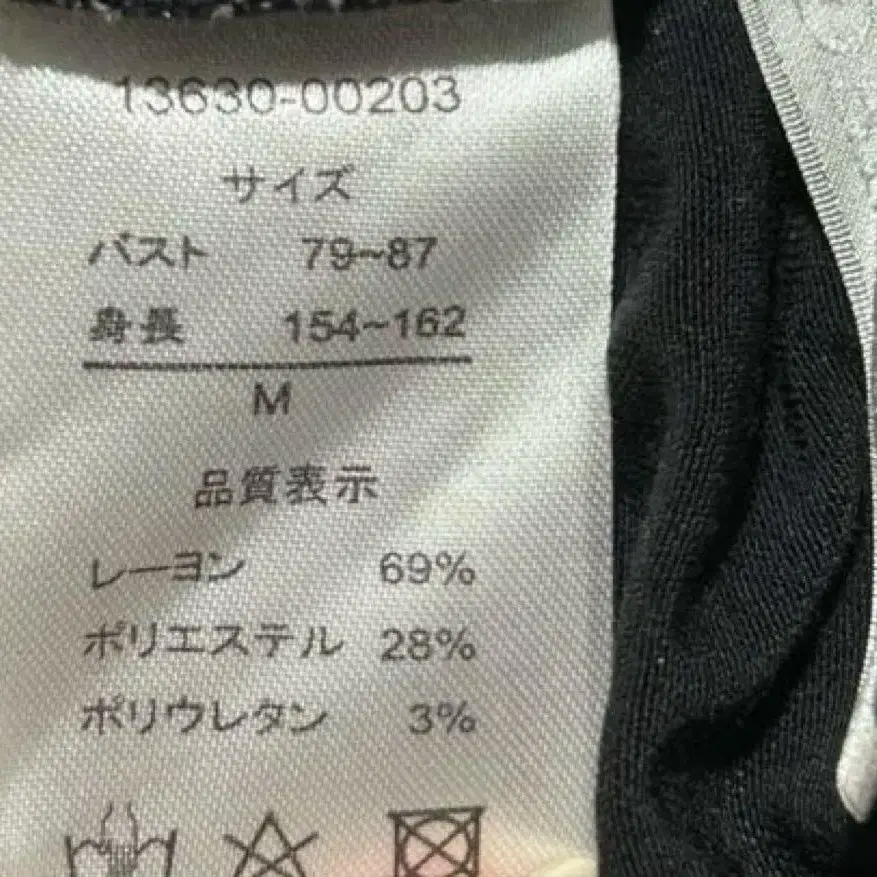 13630-00203
サイズ
バスト 79~87
身長 154~162
M
品質表示
レーヨン 69%
ポリエステル 28%
ポリウレタン 3%